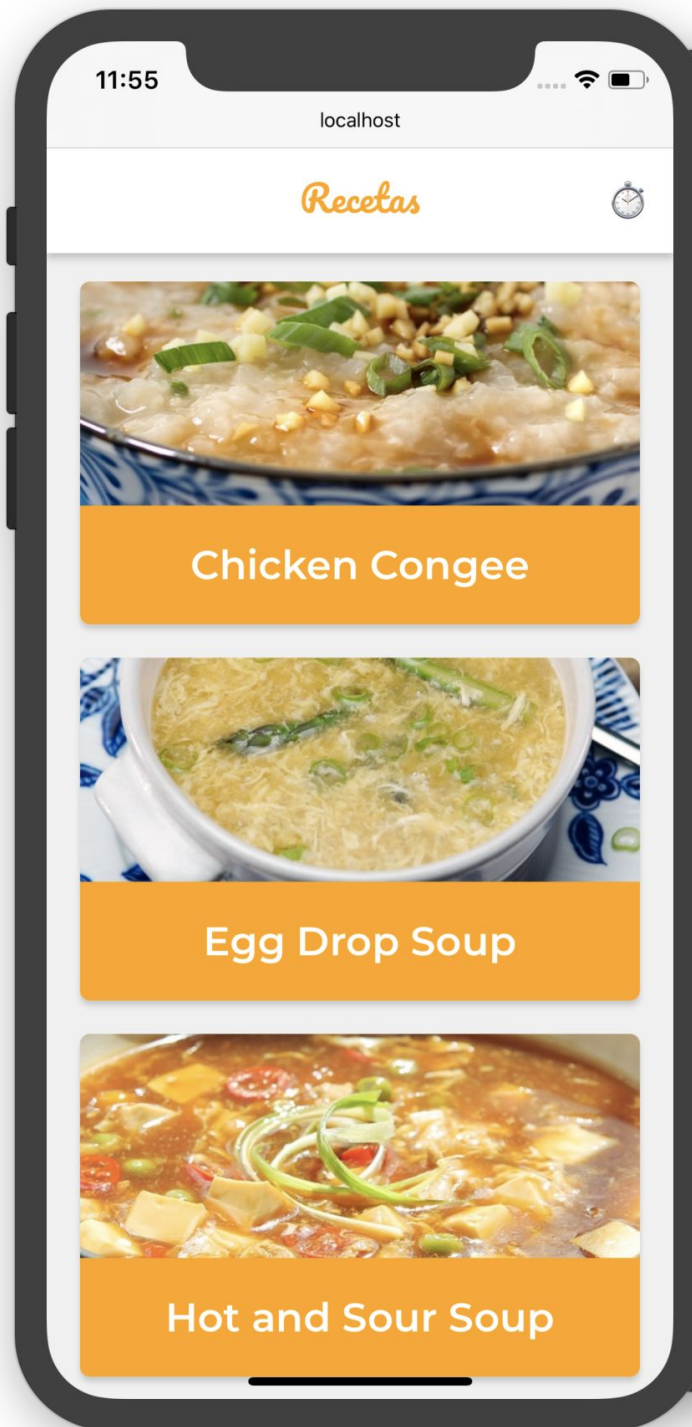 11:55
localhost
Recetas
Chicken Congee
Egg Drop Soup
Hot and Sour Soup